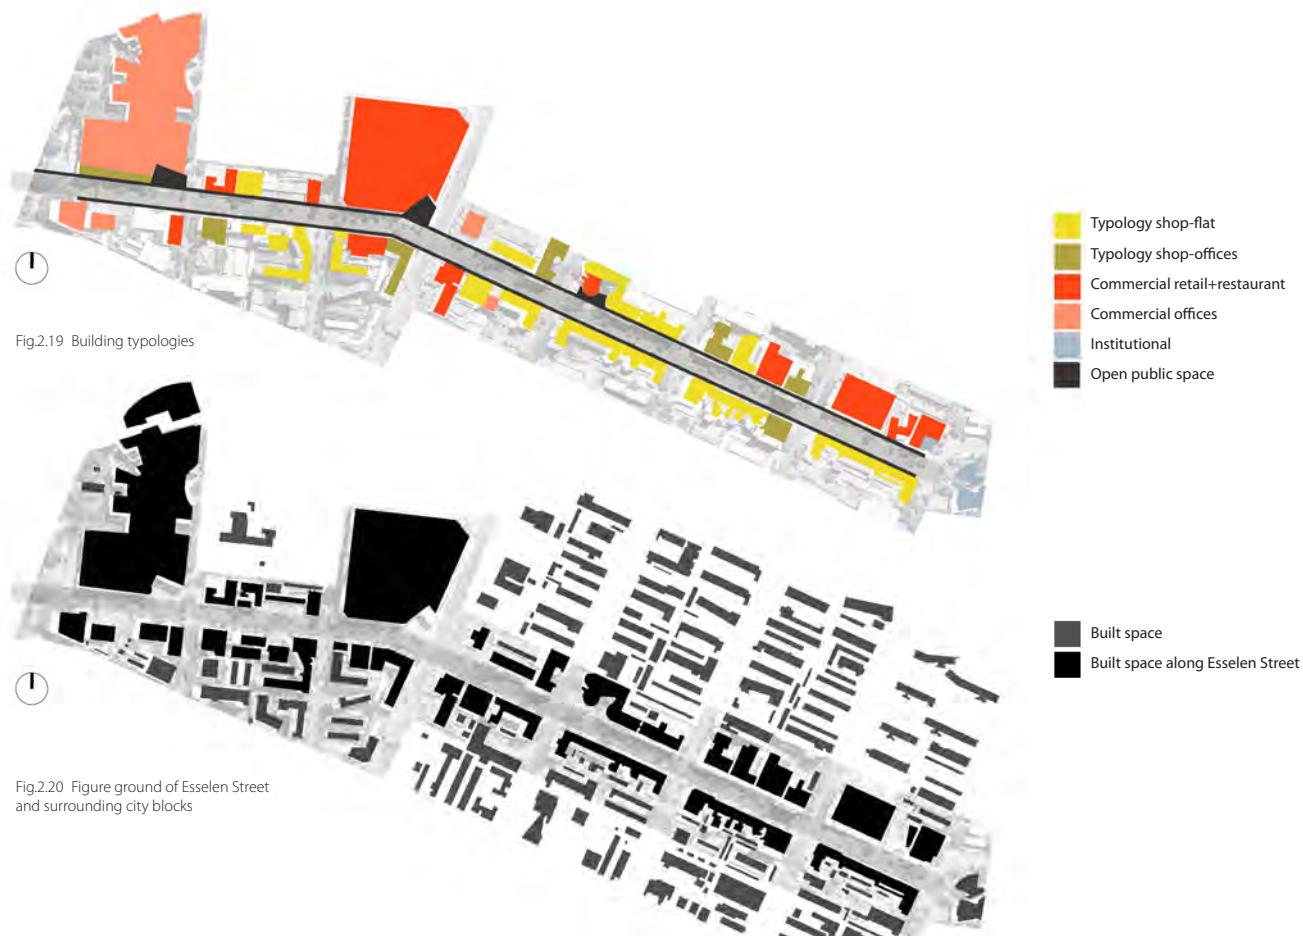 Typology shop-flat
Typology shop-offices
Commercial retail+restaurant
Commercial offices
Institutional
Open public space
Fig.2.19 Building typologies
Built space
Built space along Esselen Street
Fig.2.20 Figure ground of Esselen Street
and surrounding city blocks